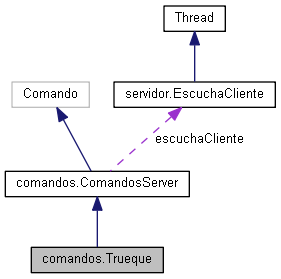 Thread
Comando
servidor.EscuchaCliente
escuchaCliente
comandos.ComandosServer
comandos.Trueque